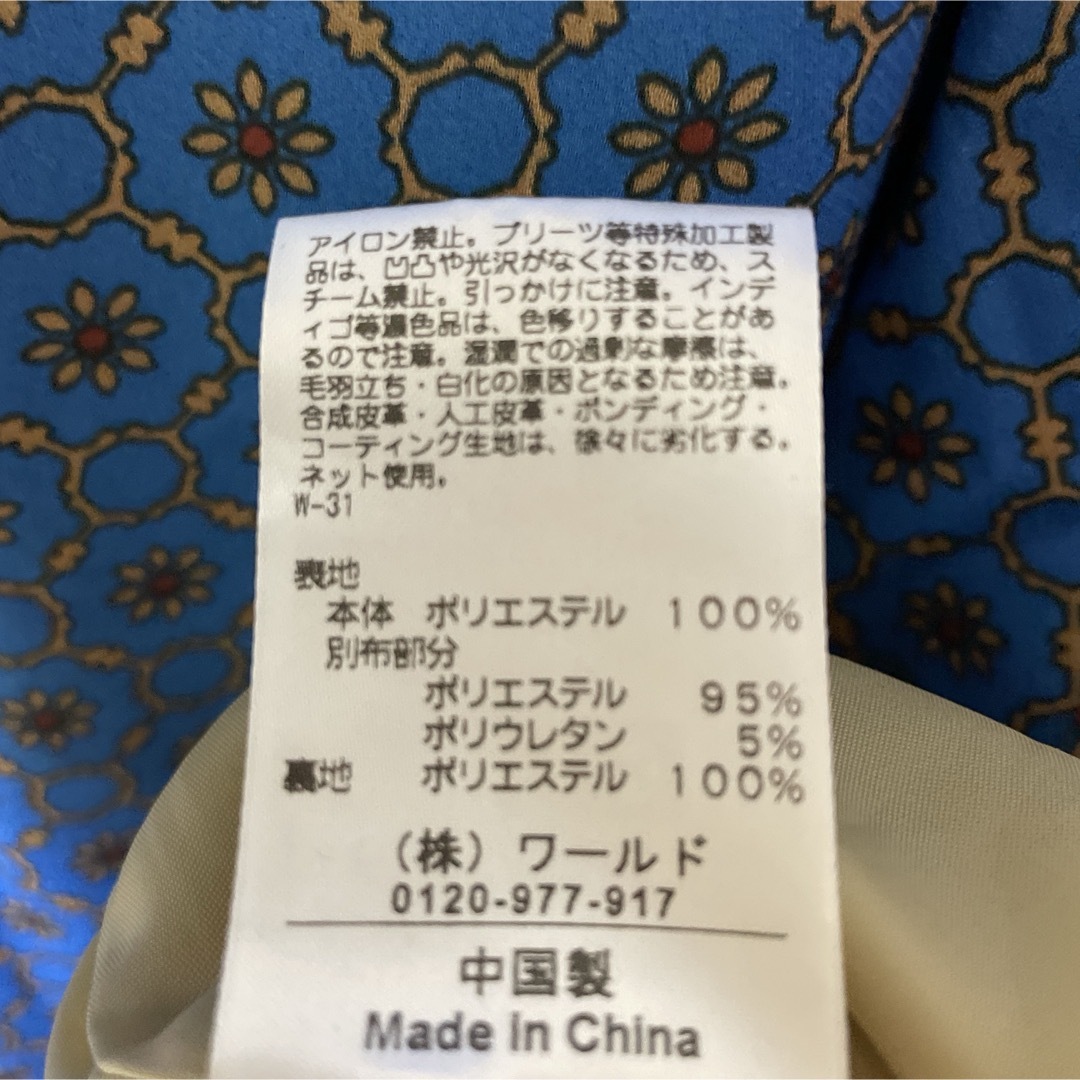 アイロン禁止。プリーツ等特殊加工製
品は、凹凸や光沢がなくなるため、ス
チーム禁止。引っかけに注意。インデ
ィゴ等濃色品は、色移りすることがあ
るので注意。湿潤での過剰な摩擦は、
毛羽立ち・白化の原因となるため注意。
合成皮革・人工皮革・ボンディング・
コーティング生地は、徐々に劣化する。
ネット使用。
W-31
表地
本体 ポリエステル 100%
別布部分
ポリエステル 95%
ポリウレタン 5%
裏地 ポリエステル 100%
(株) ワールド
0120-977-917
中国製
Made in China